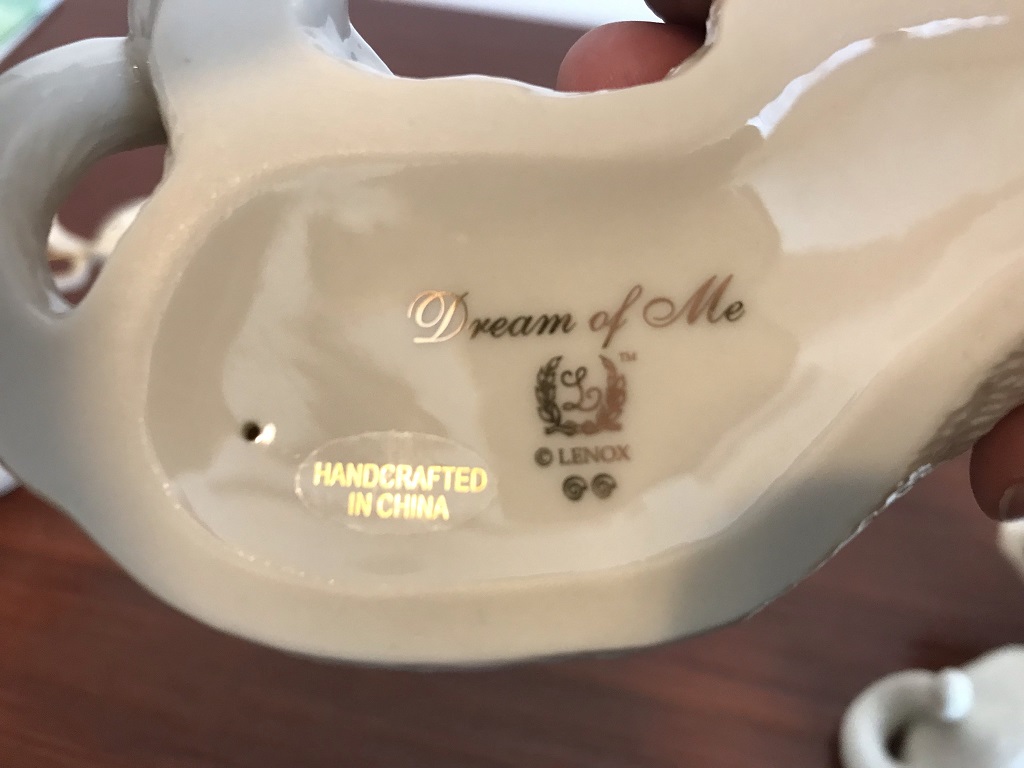 Dream of Me
L ™
© LENOX
HANDCRAFTED
IN CHINA